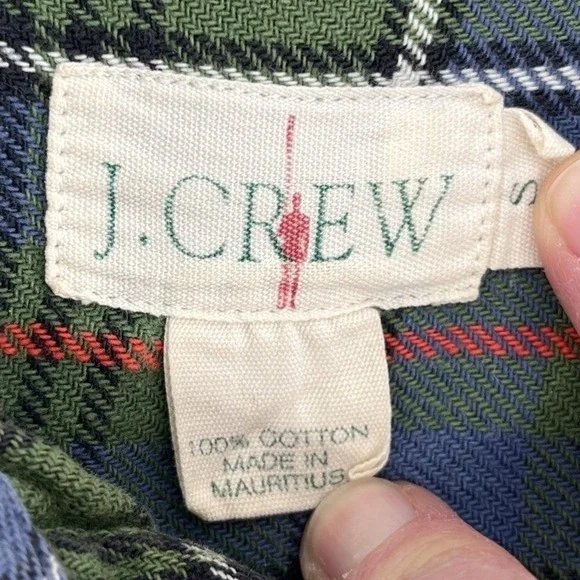 J.CREW
S
100% COTTON
MADE IN
MAURITIUS